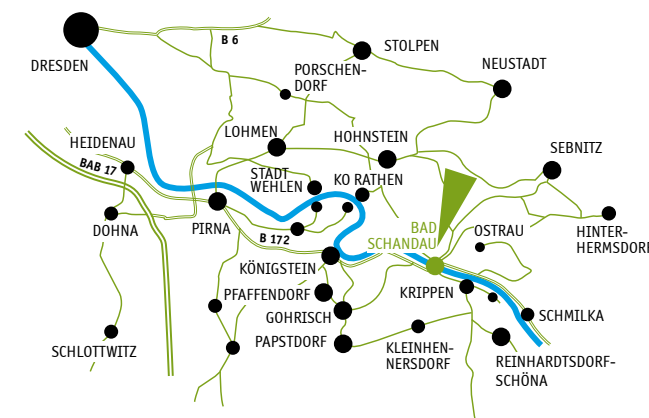 B 6
STOLPEN
DRESDEN
PORSCHEN-
DORF
NEUSTADT
LOHMEN
HOHNSTEIN
HEIDENAU
BAB 17
SEBNITZ
STADT
WEHLEN
KO RATHEN
BAD
SCHANDAU
OSTRAU
DOHNA
PIRNA
B 172
HINTER-
HERMSDORF
KÖNIGSTEIN
PFAFFENDORF
KRIPPEN
GOHRISCH
SCHMILKA
PAPSTDORF
SCHLOTTWITZ
KLEINHEN-
NERSDORF
REINHARDTSDORF-
SCHÖNA